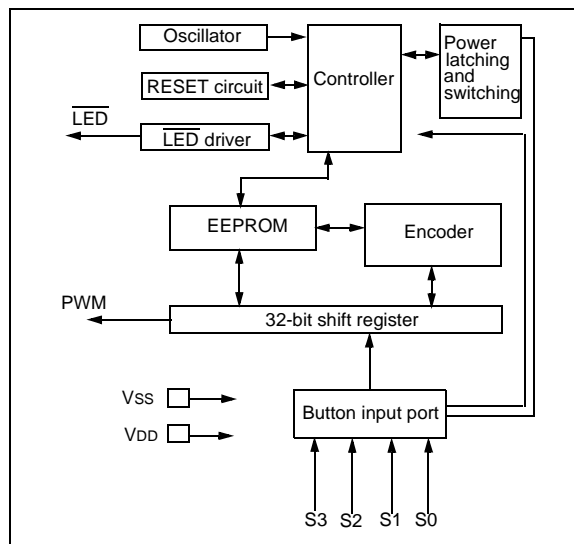 Oscillator
Controller
Power
latching
and
switching
RESET circuit
LED
LED driver
EEPROM
Encoder
PWM
32-bit shift register
VSS
VDD
Button input port
S3 S2 S1 S0